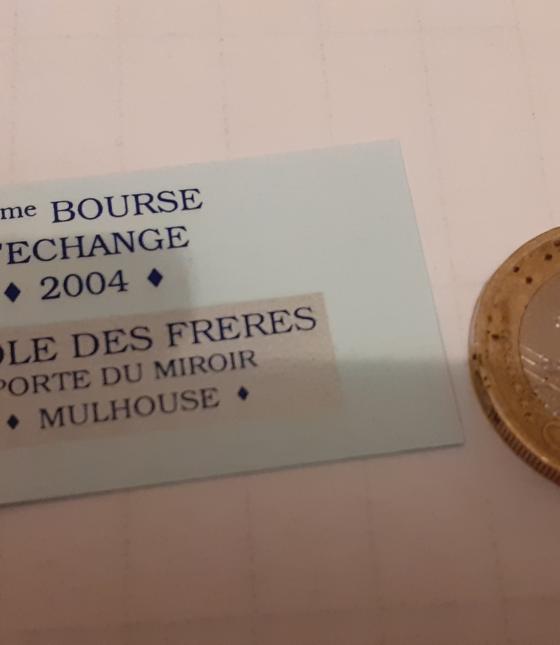 me BOURSE
'ECHANGE
♦ 2004 ♦
OLE DES FRERES
PORTE DU MIROIR
♦ MULHOUSE ♦